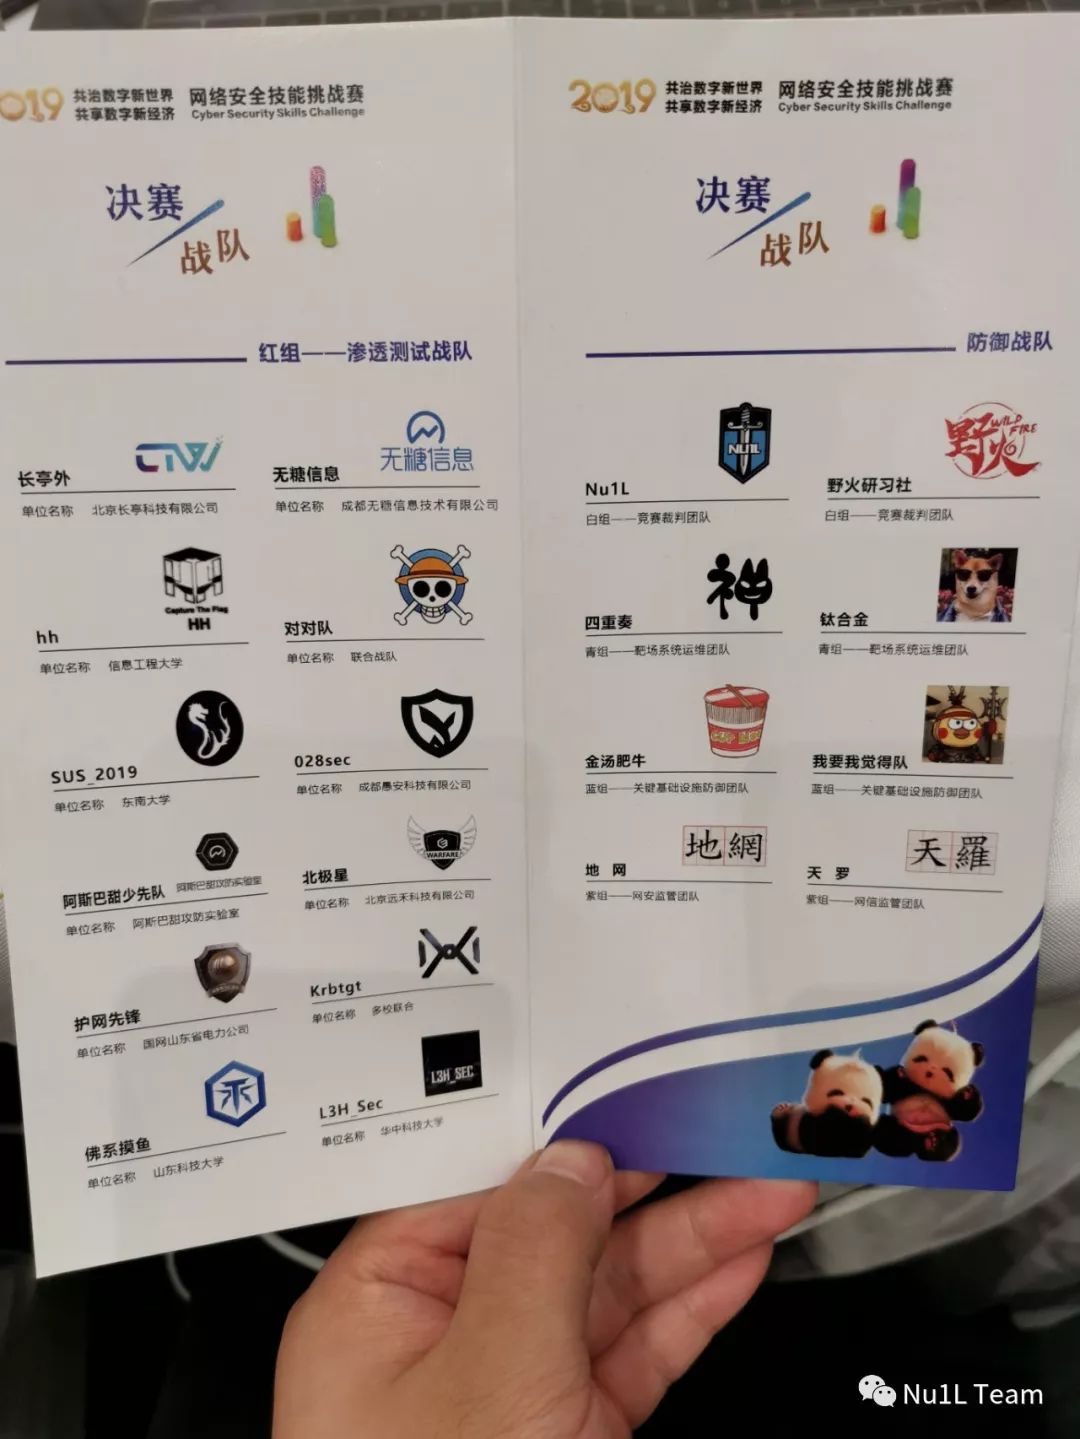 2019 共治数字新世界 网络安全技能挑战赛
共享数字新经济 Cyber Security Skills Challenge
决赛
战队
红组——渗透测试战队
CTW
长亭外
单位名称 北京长亭科技有限公司
无糖信息
无糖信息
单位名称 成都无糖信息技术有限公司
Capture The Flag
HH
hh
单位名称 信息工程大学
对对队
单位名称 联合战队
SUS_2019
单位名称 东南大学
028sec
单位名称 成都愚安科技有限公司
阿斯巴甜少先队 阿斯巴甜攻防实验室
单位名称 阿斯巴甜攻防实验室
WARFARE
北极星
单位名称 北京远禾科技有限公司
护网先锋
单位名称 国网山东省电力公司
Krbtgt
单位名称 多校联合
佛系摸鱼
单位名称 山东科技大学
L3H_SEC
L3H_Sec
单位名称 华中科技大学
2019 共治数字新世界 网络安全技能挑战赛
共享数字新经济 Cyber Security Skills Challenge
决赛
战队
防御战队
NU1L
Nu1L
白组——竞赛裁判团队
野火 WILD FIRE
野火研习社
白组——竞赛裁判团队
神
四重奏
青组——靶场系统运维团队
钛合金
青组——靶场系统运维团队
金汤肥牛
蓝组——关键基础设施防御团队
我要我觉得队
蓝组——关键基础设施防御团队
地網
地 网
紫组——网安监管团队
天羅
天 罗
紫组——网信监管团队
Nu1L Team